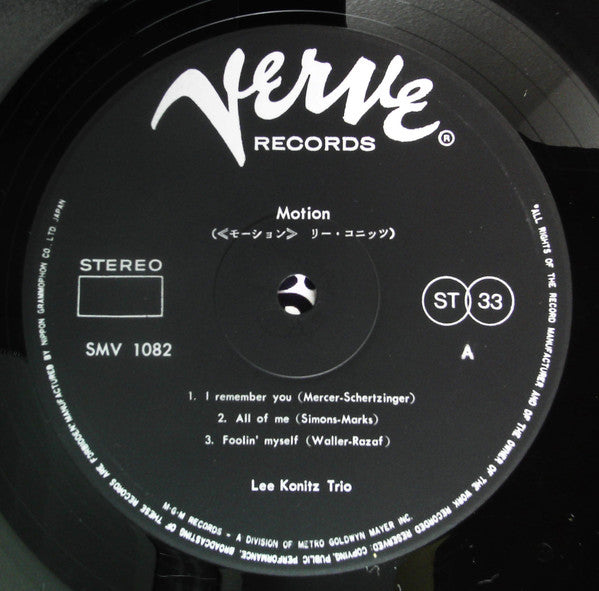 VERVE
RECORDS ®
Motion
(≪モーション≫ リー・コニッツ)
STEREO
SMV 1082
ST 33
A
1. I remember you (Mercer-Schertzinger)
2. All of me (Simons-Marks)
3. Foolin' myself (Waller-Razaf)
Lee Konitz Trio
M-G-M RECORDS - A DIVISION OF METRO GOLDWYN MAYER INC.
"ALL RIGHTS OF THE RECORD MANUFACTURER AND OF THE OWNER OF THE WORK RECORDED RESERVED; COPYING, PUBLIC PERFORMANCE, BROADCASTING OF THESE RECORDS ARE FORBIDDEN" MANUFACTURED BY NIPPON GRAMMOPHON CO., LTD JAPAN